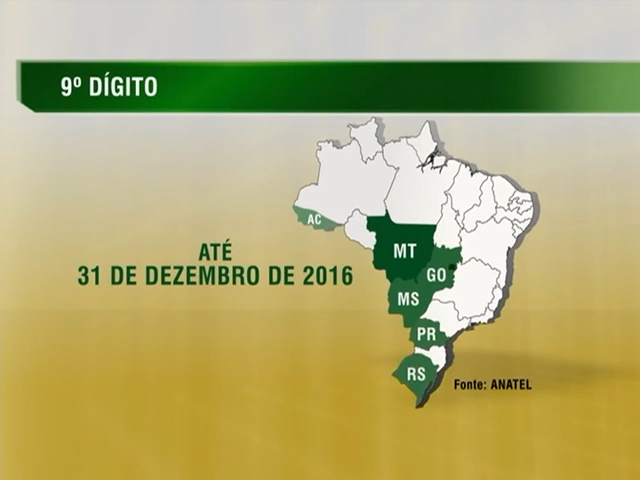 9º DÍGITO
AC
ATÉ
31 DE DEZEMBRO DE 2016
MT
GO
MS
PR
RS
Fonte: ANATEL